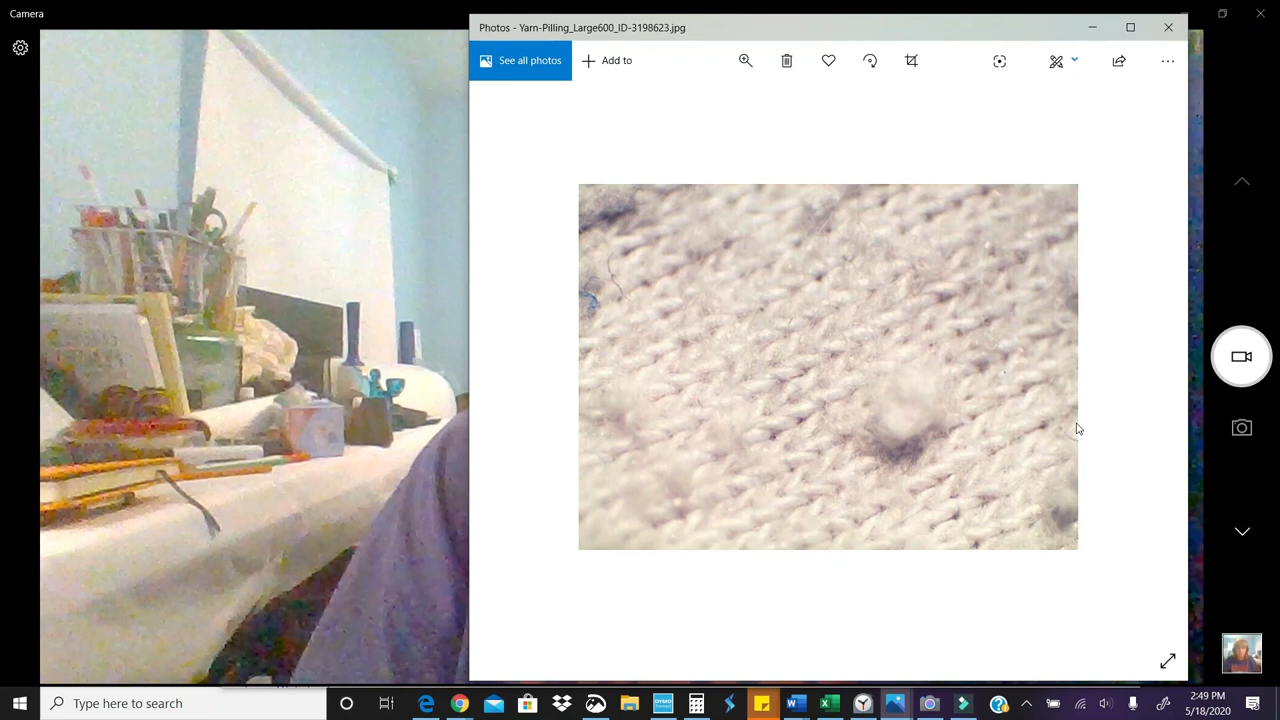 Camera
Photos - Yarn-Pilling_Large600_ID-3198623.jpg
See all photos
Add to
Type here to search
DYMO
2:49 PM
5/18/2020